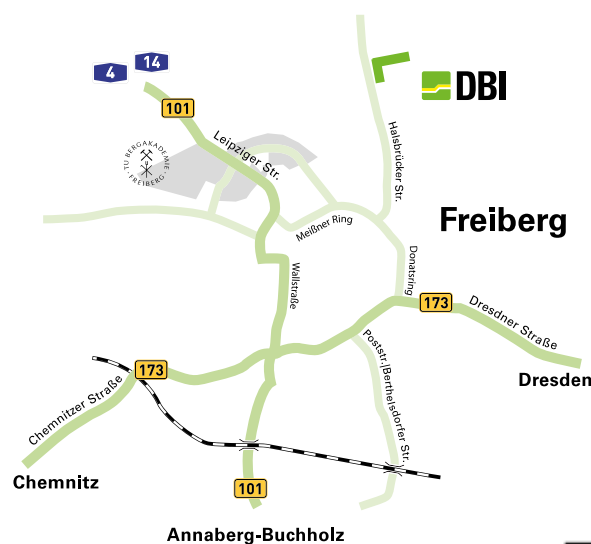 14
4
DBI
101
Leipziger Str.
TU BERGAKADEMIE
· FREIBERG ·
Halsbrücker Str.
Freiberg
Meißner Ring
Donatsring
Wallstraße
173
Dresdner Straße
Poststr./Berthelsdorfer Str.
173
Dresden
Chemnitzer Straße
Chemnitz
101
Annaberg-Buchholz